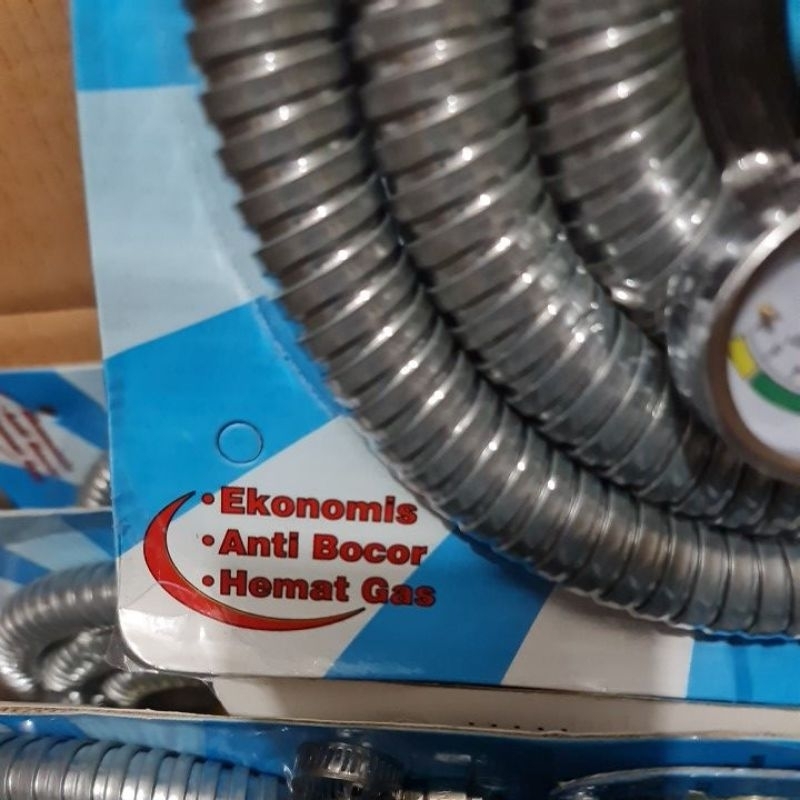 • Ekonomis
• Anti Bocor
• Hemat Gas